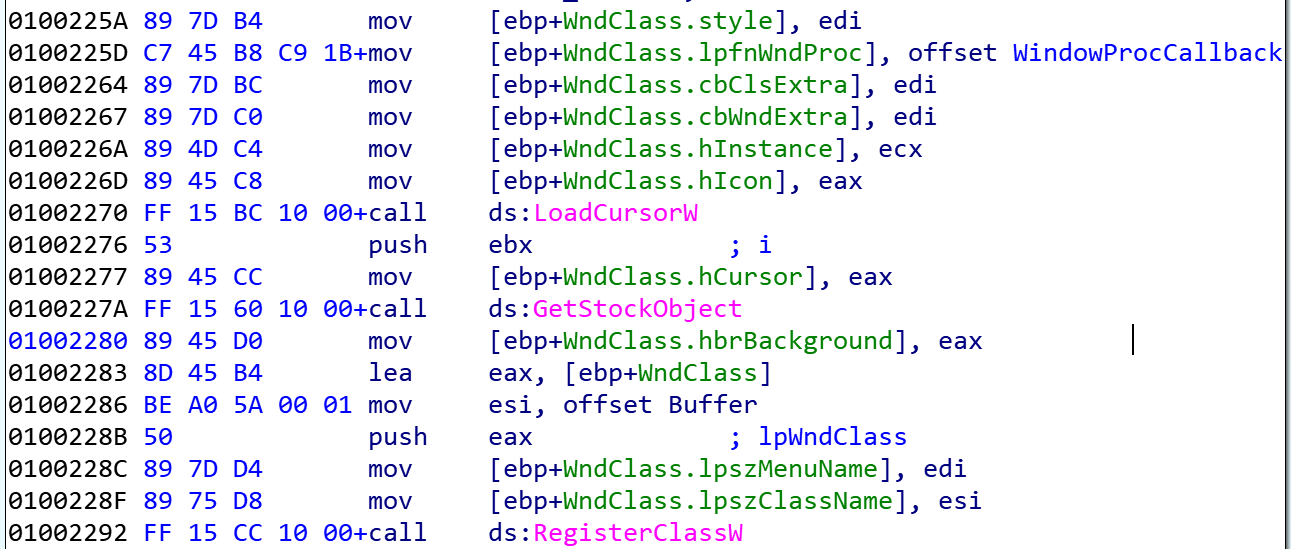 0100225A 89 7D B4 mov [ebp+WndClass.style], edi
0100225D C7 45 B8 C9 1B+mov [ebp+WndClass.lpfnWndProc], offset WindowProcCallback
01002264 89 7D BC mov [ebp+WndClass.cbClsExtra], edi
01002267 89 7D C0 mov [ebp+WndClass.cbWndExtra], edi
0100226A 89 4D C4 mov [ebp+WndClass.hInstance], ecx
0100226D 89 45 C8 mov [ebp+WndClass.hIcon], eax
01002270 FF 15 BC 10 00+call ds:LoadCursorW
01002276 53 push ebx ; i
01002277 89 45 CC mov [ebp+WndClass.hCursor], eax
0100227A FF 15 60 10 00+call ds:GetStockObject
01002280 89 45 D0 mov [ebp+WndClass.hbrBackground], eax
01002283 8D 45 B4 lea eax, [ebp+WndClass]
01002286 BE A0 5A 00 01 mov esi, offset Buffer
0100228B 50 push eax ; lpWndClass
0100228C 89 7D D4 mov [ebp+WndClass.lpszMenuName], edi
0100228F 89 75 D8 mov [ebp+WndClass.lpszClassName], esi
01002292 FF 15 CC 10 00+call ds:RegisterClassW